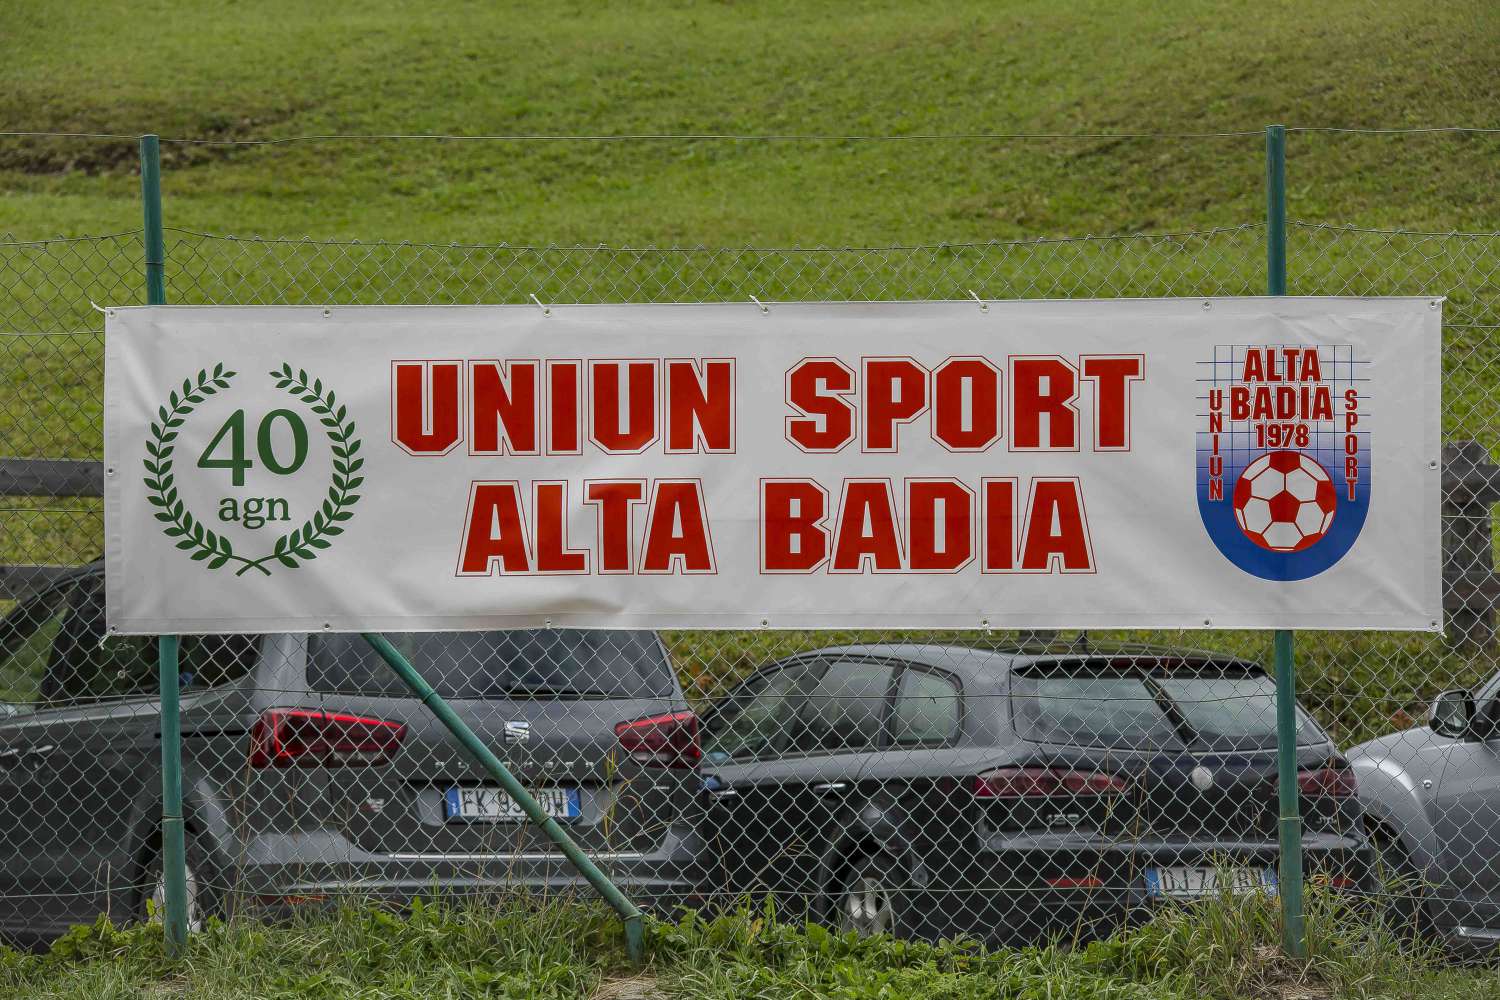 40
agn
UNIUN SPORT
ALTA BADIA
ALTA
BADIA
1978
UNIUN
SPORT